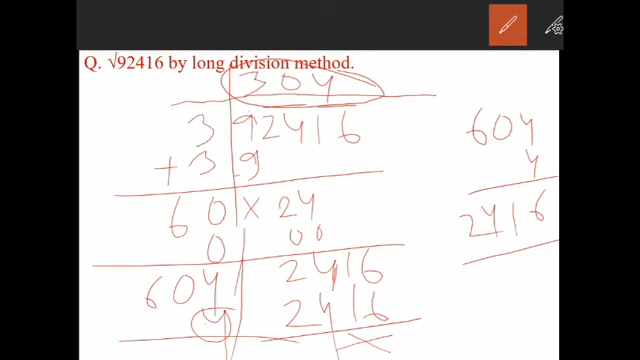 Q. √92416 by long division method.
304
3 92416 604
+3 9 4
60 × 24 2416
0 00
604 2416
4 2416
×